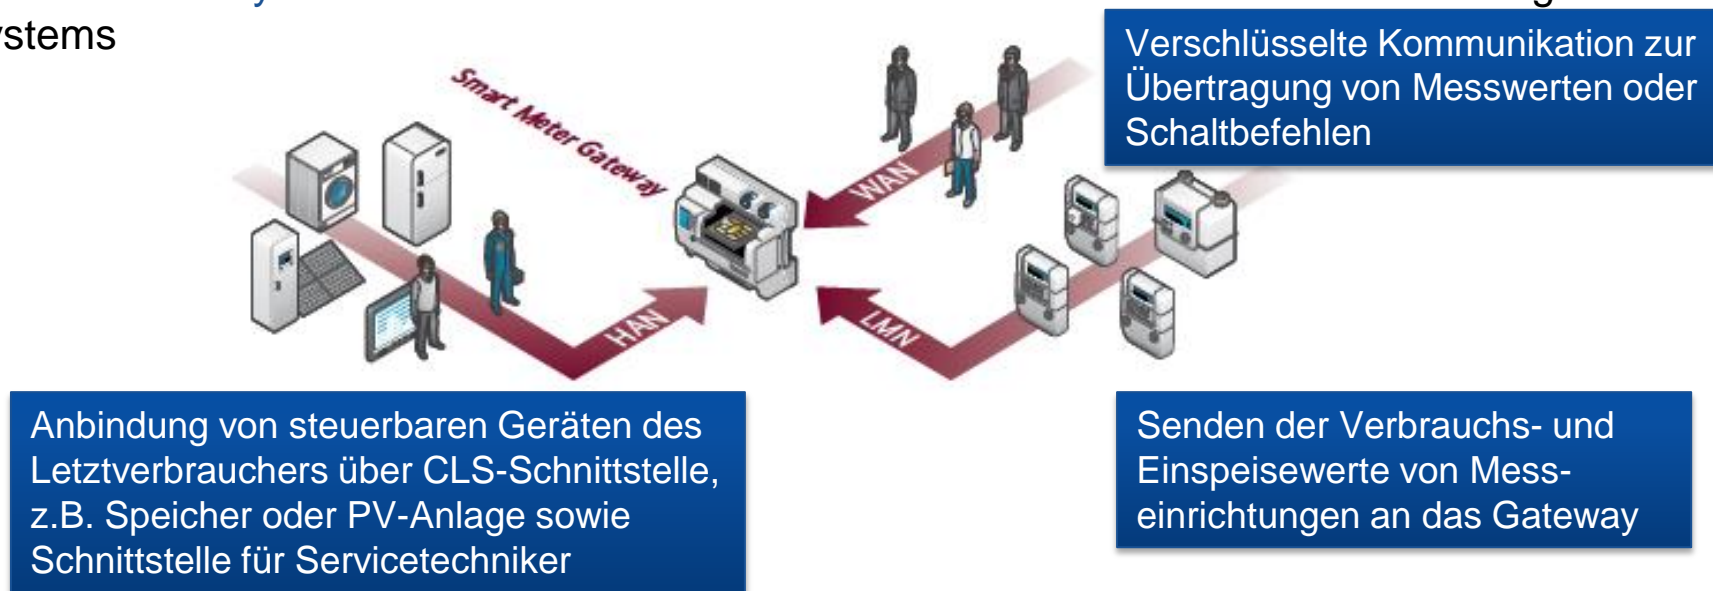 ystems
Verschlüsselte Kommunikation zur
Übertragung von Messwerten oder
Schaltbefehlen
Smart Meter Gateway
WAN
HAN
LMN
Anbindung von steuerbaren Geräten des
Letztverbrauchers über CLS-Schnittstelle,
z.B. Speicher oder PV-Anlage sowie
Schnittstelle für Servicetechniker
Senden der Verbrauchs- und
Einspeisewerte von Mess-
einrichtungen an das Gateway